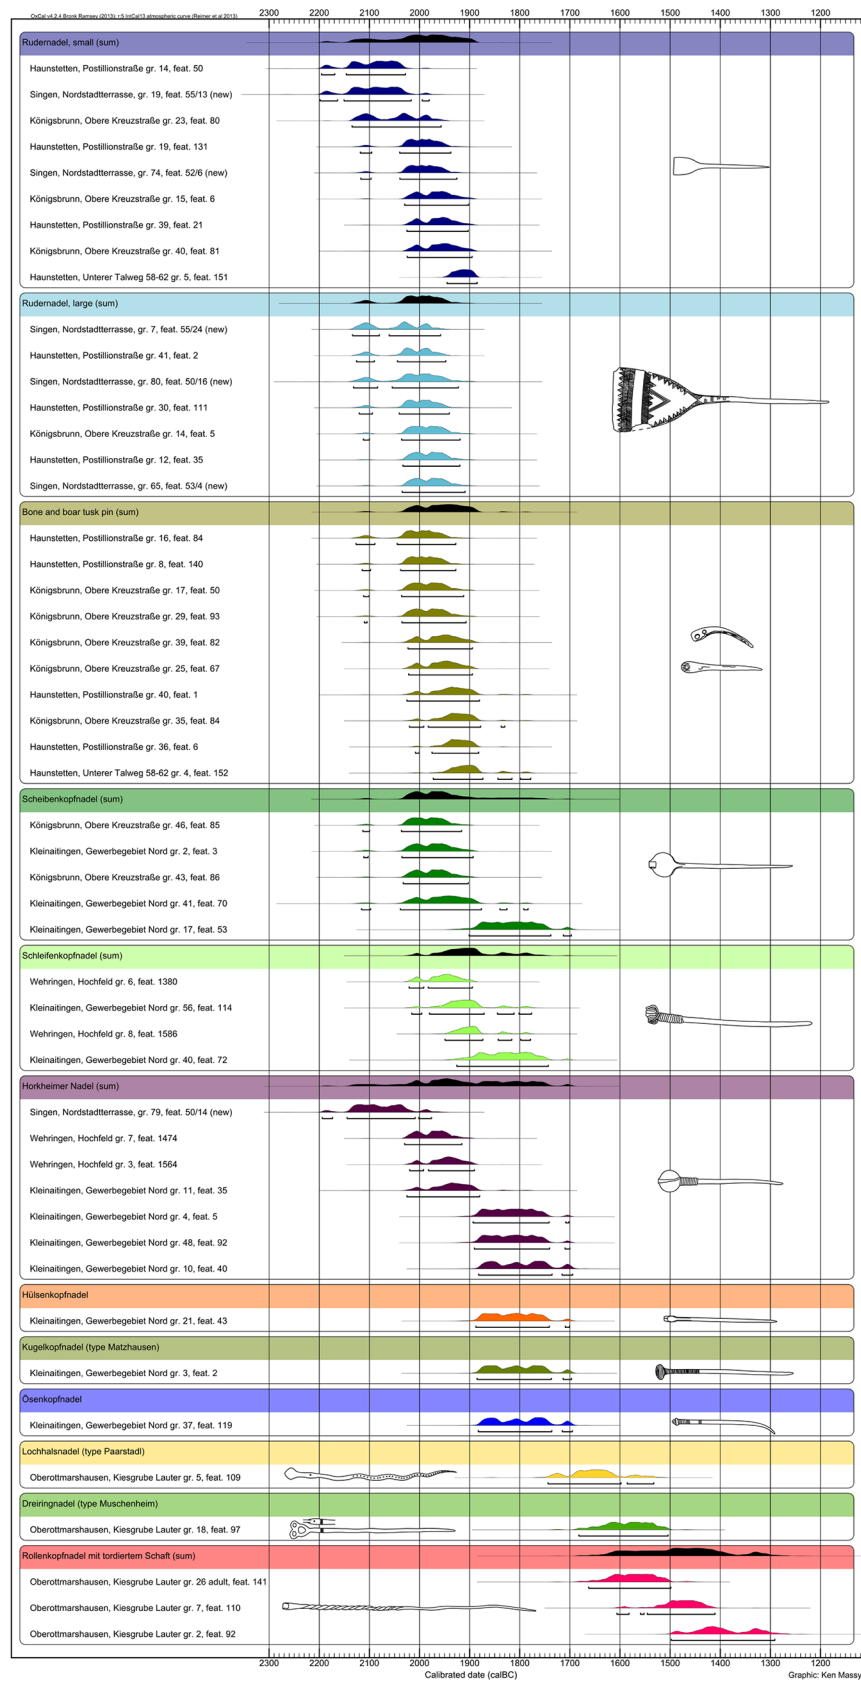 OxCal v4.2.4 Bronk Ramsey (2013); r:5 IntCal13 atmospheric curve (Reimer et al 2013)
2300 2200 2100 2000 1900 1800 1700 1600 1500 1400 1300 1200
Rudernadel, small (sum)
Haunstetten, Postillionstraße gr. 14, feat. 50
Singen, Nordstadtterrasse, gr. 19, feat. 55/13 (new)
Königsbrunn, Obere Kreuzstraße gr. 23, feat. 80
Haunstetten, Postillionstraße gr. 19, feat. 131
Singen, Nordstadtterrasse, gr. 74, feat. 52/6 (new)
Königsbrunn, Obere Kreuzstraße gr. 15, feat. 6
Haunstetten, Postillionstraße gr. 39, feat. 21
Königsbrunn, Obere Kreuzstraße gr. 40, feat. 81
Haunstetten, Unterer Talweg 58-62 gr. 5, feat. 151
Rudernadel, large (sum)
Singen, Nordstadtterrasse, gr. 7, feat. 55/24 (new)
Haunstetten, Postillionstraße gr. 41, feat. 2
Singen, Nordstadtterrasse, gr. 80, feat. 50/16 (new)
Haunstetten, Postillionstraße gr. 30, feat. 111
Königsbrunn, Obere Kreuzstraße gr. 14, feat. 5
Haunstetten, Postillionstraße gr. 12, feat. 35
Singen, Nordstadtterrasse, gr. 65, feat. 53/4 (new)
Bone and boar tusk pin (sum)
Haunstetten, Postillionstraße gr. 16, feat. 84
Haunstetten, Postillionstraße gr. 8, feat. 140
Königsbrunn, Obere Kreuzstraße gr. 17, feat. 50
Königsbrunn, Obere Kreuzstraße gr. 29, feat. 93
Königsbrunn, Obere Kreuzstraße gr. 39, feat. 82
Königsbrunn, Obere Kreuzstraße gr. 25, feat. 67
Haunstetten, Postillionstraße gr. 40, feat. 1
Königsbrunn, Obere Kreuzstraße gr. 35, feat. 84
Haunstetten, Postillionstraße gr. 36, feat. 6
Haunstetten, Unterer Talweg 58-62 gr. 4, feat. 152
Scheibenkopfnadel (sum)
Königsbrunn, Obere Kreuzstraße gr. 46, feat. 85
Kleinaitingen, Gewerbegebiet Nord gr. 2, feat. 3
Königsbrunn, Obere Kreuzstraße gr. 43, feat. 86
Kleinaitingen, Gewerbegebiet Nord gr. 41, feat. 70
Kleinaitingen, Gewerbegebiet Nord gr. 17, feat. 53
Schleifenkopfnadel (sum)
Wehringen, Hochfeld gr. 6, feat. 1380
Kleinaitingen, Gewerbegebiet Nord gr. 56, feat. 114
Wehringen, Hochfeld gr. 8, feat. 1586
Kleinaitingen, Gewerbegebiet Nord gr. 40, feat. 72
Horkheimer Nadel (sum)
Singen, Nordstadtterrasse, gr. 79, feat. 50/14 (new)
Wehringen, Hochfeld gr. 7, feat. 1474
Wehringen, Hochfeld gr. 3, feat. 1564
Kleinaitingen, Gewerbegebiet Nord gr. 11, feat. 35
Kleinaitingen, Gewerbegebiet Nord gr. 4, feat. 5
Kleinaitingen, Gewerbegebiet Nord gr. 48, feat. 92
Kleinaitingen, Gewerbegebiet Nord gr. 10, feat. 40
Hülsenkopfnadel
Kleinaitingen, Gewerbegebiet Nord gr. 21, feat. 43
Kugelkopfnadel (type Matzhausen)
Kleinaitingen, Gewerbegebiet Nord gr. 3, feat. 2
Ösenkopfnadel
Kleinaitingen, Gewerbegebiet Nord gr. 37, feat. 119
Lochhalsnadel (type Paarstadl)
Oberottmarshausen, Kiesgrube Lauter gr. 5, feat. 109
Dreiringnadel (type Muschenheim)
Oberottmarshausen, Kiesgrube Lauter gr. 18, feat. 97
Rollenkopfnadel mit tordiertem Schaft (sum)
Oberottmarshausen, Kiesgrube Lauter gr. 26 adult, feat. 141
Oberottmarshausen, Kiesgrube Lauter gr. 7, feat. 110
Oberottmarshausen, Kiesgrube Lauter gr. 2, feat. 92
2300 2200 2100 2000 1900 1800 1700 1600 1500 1400 1300 1200
Calibrated date (calBC)
Graphic: Ken Massy